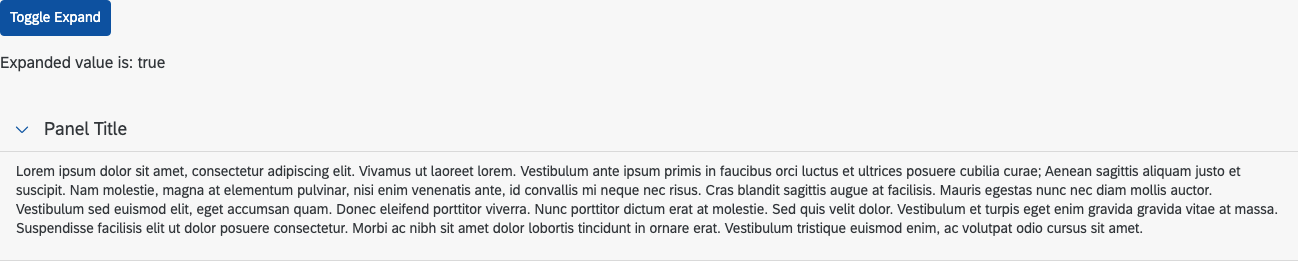 Toggle Expand
Expanded value is: true
Panel Title
Lorem ipsum dolor sit amet, consectetur adipiscing elit. Vivamus ut laoreet lorem. Vestibulum ante ipsum primis in faucibus orci luctus et ultrices posuere cubilia curae; Aenean sagittis aliquam justo et
suscipit. Nam molestie, magna at elementum pulvinar, nisi enim venenatis ante, id convallis mi neque nec risus. Cras blandit sagittis augue at facilisis. Mauris egestas nunc nec diam mollis auctor.
Vestibulum sed euismod elit, eget accumsan quam. Donec eleifend porttitor viverra. Nunc porttitor dictum erat at molestie. Sed quis velit dolor. Vestibulum et turpis eget enim gravida gravida vitae at massa.
Suspendisse facilisis elit ut dolor posuere consectetur. Morbi ac nibh sit amet dolor lobortis tincidunt in ornare erat. Vestibulum tristique euismod enim, ac volutpat odio cursus sit amet.